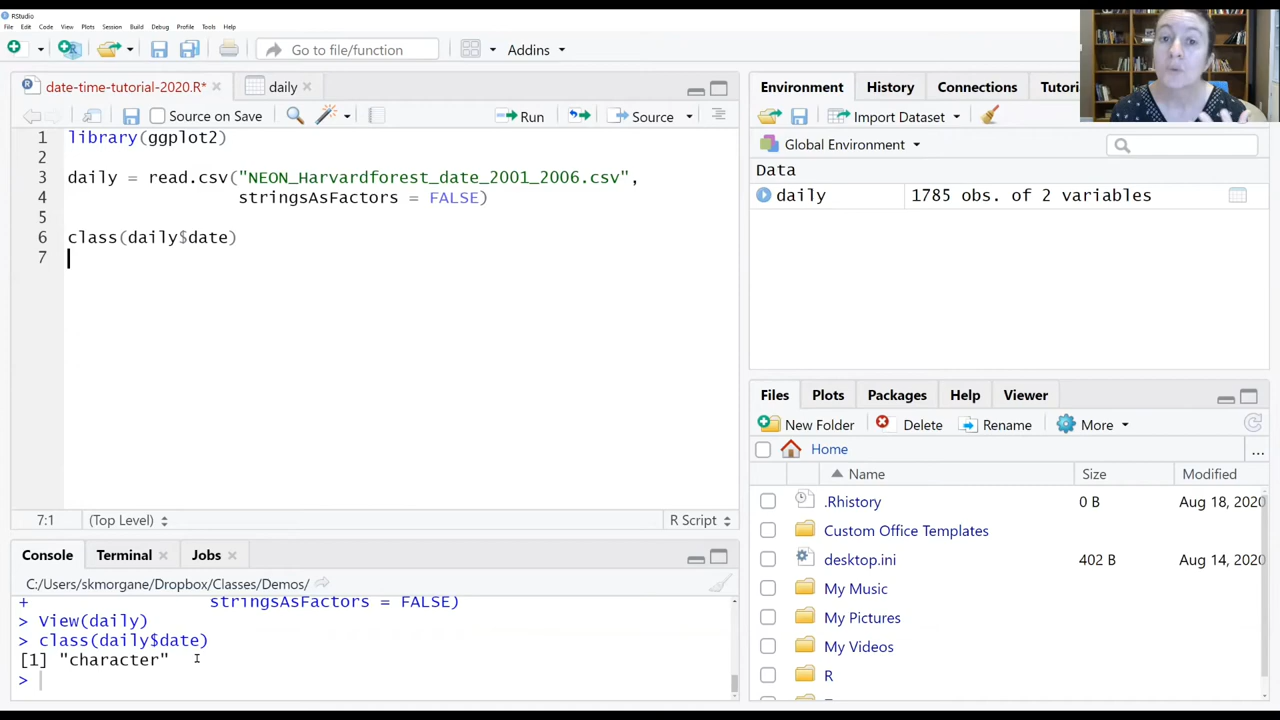 RStudio
File Edit Code View Plots Session Build Debug Profile Tools Help
Go to file/function
Addins
date-time-tutorial-2020.R*
daily
Source on Save
Run
Source
1 library(ggplot2)
2
3 daily = read.csv("NEON_Harvardforest_date_2001_2006.csv",
4 stringsAsFactors = FALSE)
5
6 class(daily$date)
7
7:1 (Top Level) R Script
Console Terminal Jobs
C:/Users/skmorgane/Dropbox/Classes/Demos/
+ stringsAsFactors = FALSE)
> View(daily)
> class(daily$date)
[1] "character"
>
Environment History Connections Tutori
Import Dataset
Global Environment
Data
daily 1785 obs. of 2 variables
Files Plots Packages Help Viewer
New Folder Delete Rename More
Home ...
Name Size Modified
.Rhistory 0 B Aug 18, 2020
Custom Office Templates
desktop.ini 402 B Aug 14, 2020
My Music
My Pictures
My Videos
R